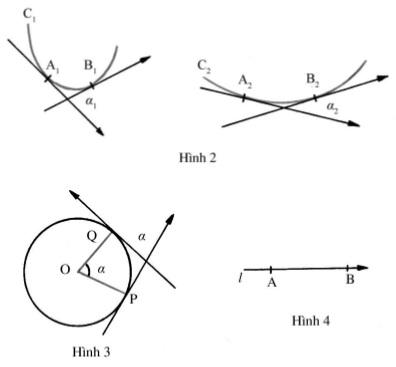 C₁
A₁ B₁
α₁
C₂
A₂ B₂
α₂
Hình 2
Q α
O α
P
Hình 3
l A B
Hình 4